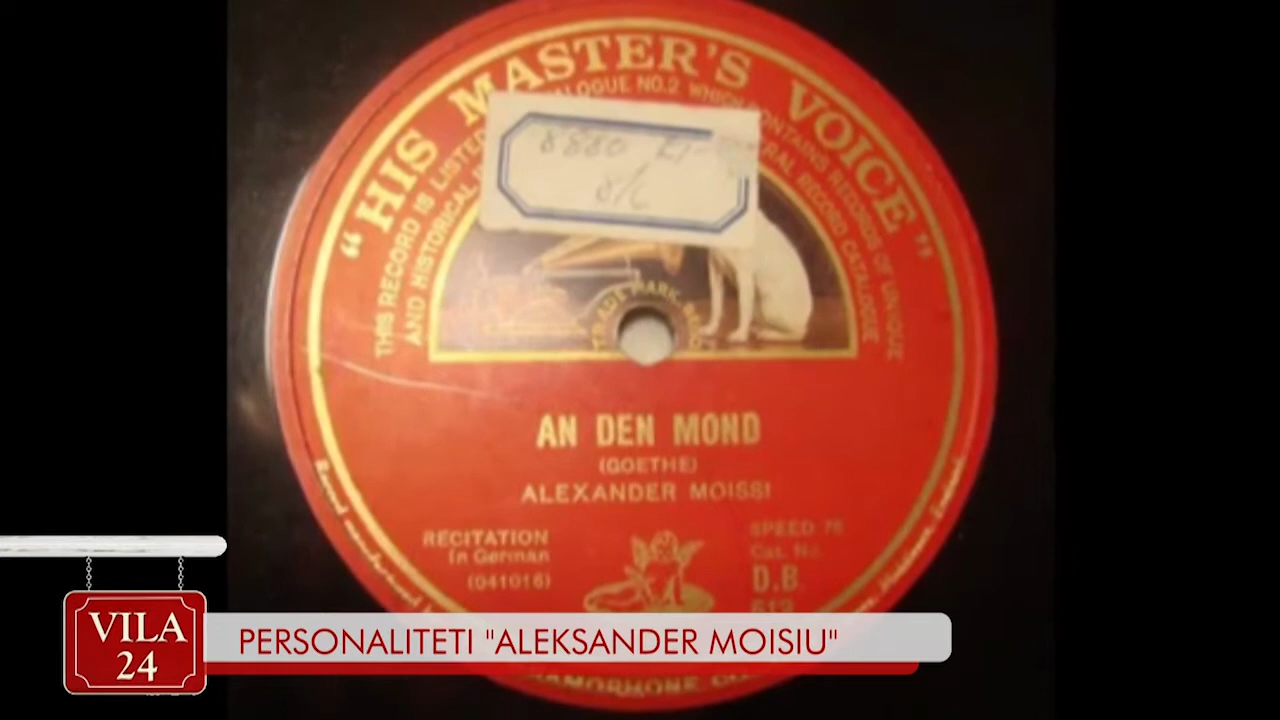 "HIS MASTER'S VOICE"
THIS RECORD IS LISTED NO.2 WHICH CONTAINS RECORDS OF UNIQUE
AND HISTORICAL RECORD CATALOGUE
8880
TRADE MARK
AN DEN MOND
(GOETHE)
ALEXANDER MOISSI
RECITATION
In German
(041016)
SPEED 78
Cat. No.
D.B.
VILA
24
PERSONALITETI "ALEKSANDER MOISIU"